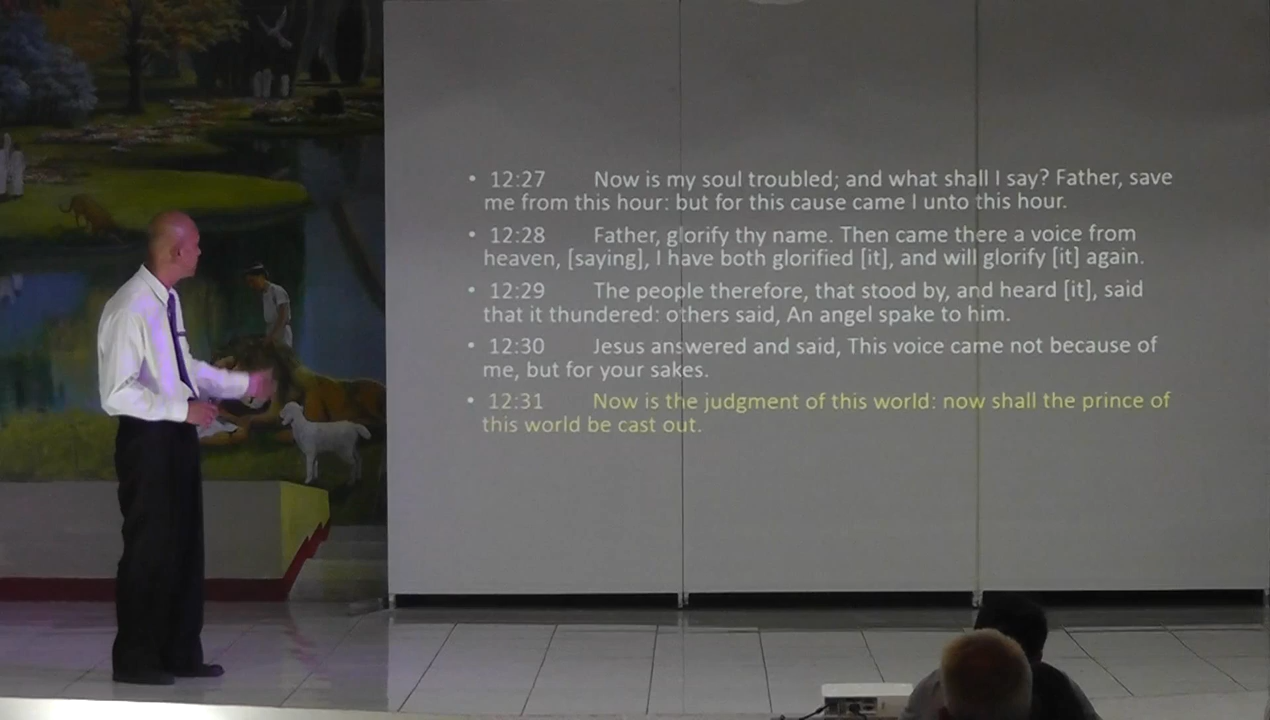 • 12:27 Now is my soul troubled; and what shall I say? Father, save
me from this hour: but for this cause came I unto this hour.
• 12:28 Father, glorify thy name. Then came there a voice from
heaven, [saying], I have both glorified [it], and will glorify [it] again.
• 12:29 The people therefore, that stood by, and heard [it], said
that it thundered: others said, An angel spake to him.
• 12:30 Jesus answered and said, This voice came not because of
me, but for your sakes.
• 12:31 Now is the judgment of this world: now shall the prince of
this world be cast out.